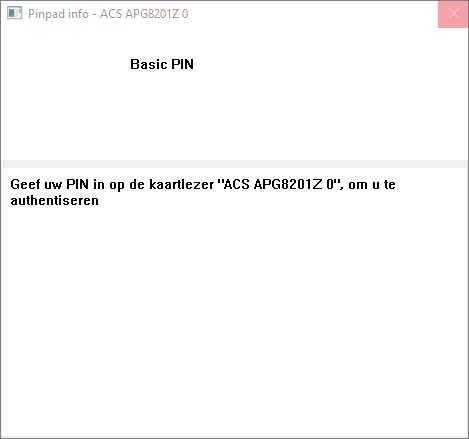 Pinpad info - ACS APG8201Z 0
Basic PIN
Geef uw PIN in op de kaartlezer "ACS APG8201Z 0", om u te
authentiseren